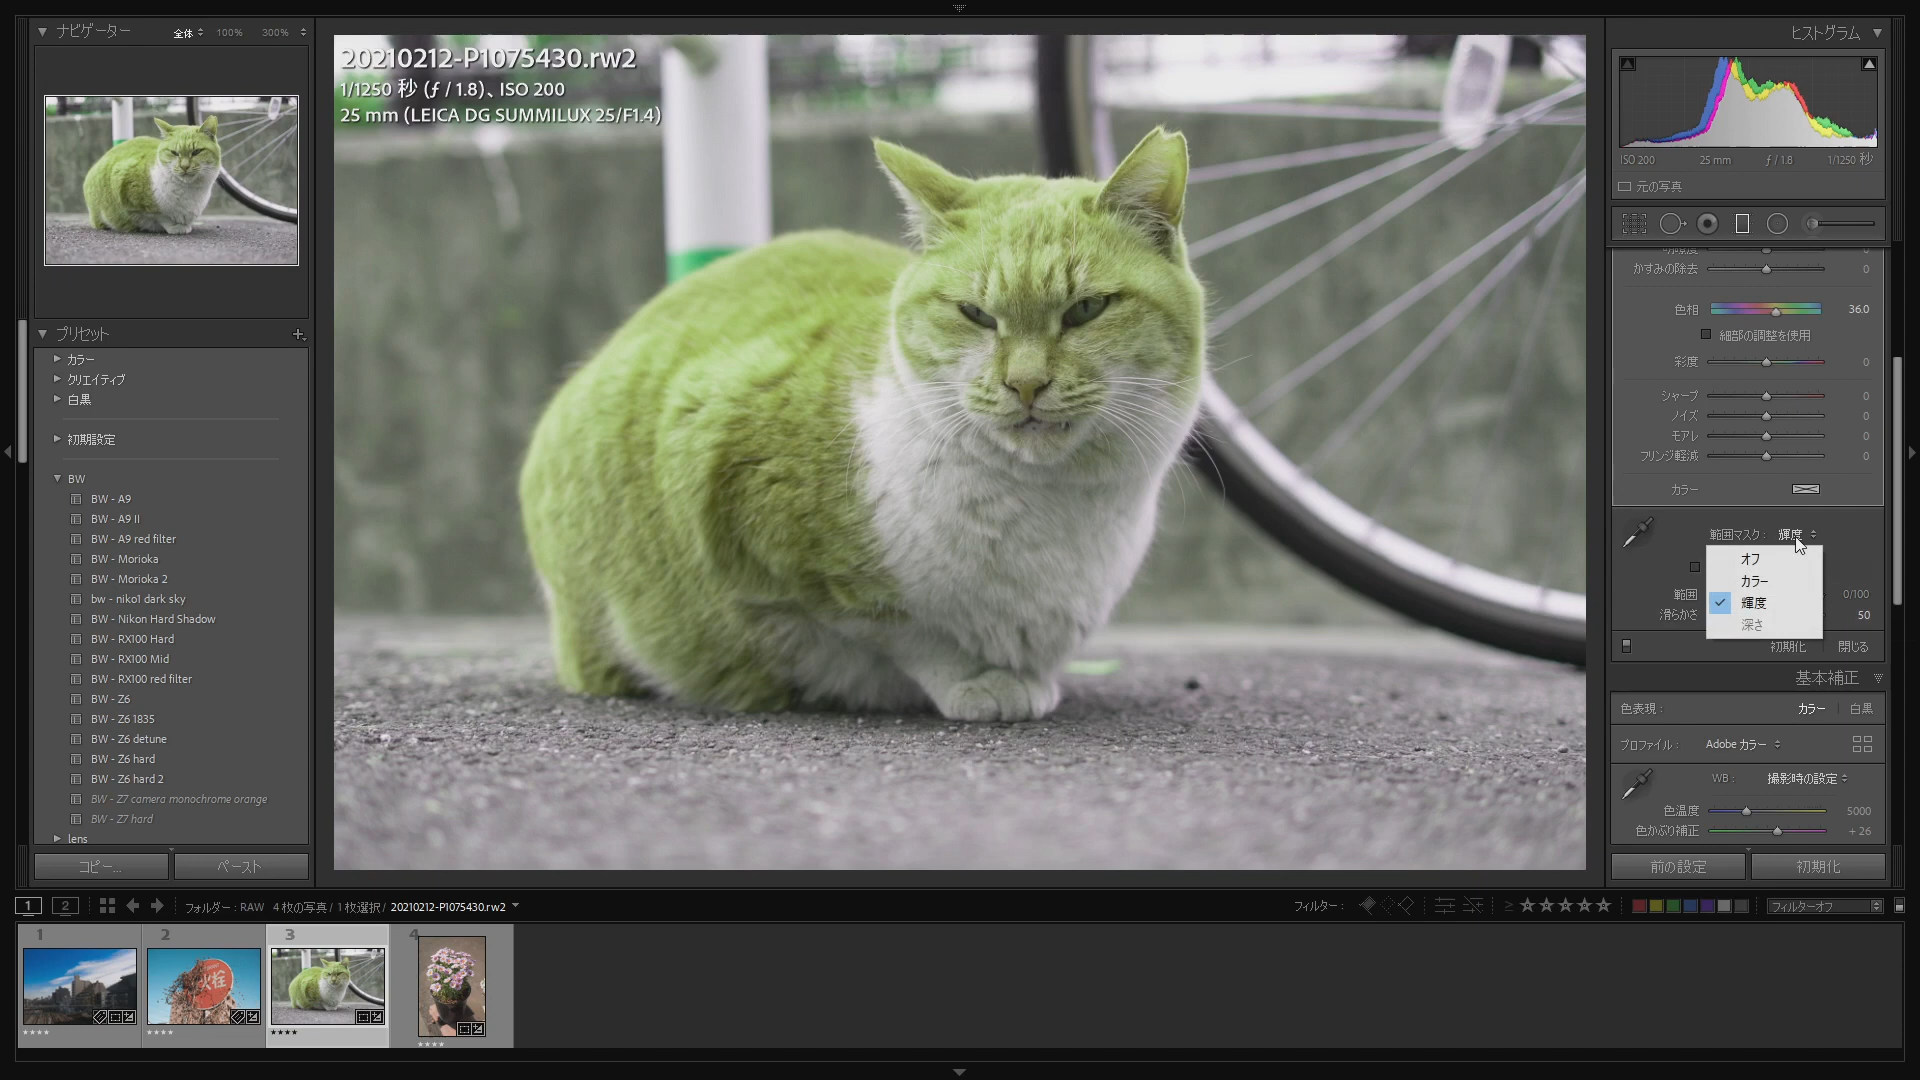 ナビゲーター
全体
100%
300%
20210212-P1075430.rw2
1/1250 秒 (ƒ / 1.8)、ISO 200
25 mm (LEICA DG SUMMILUX 25/F1.4)
プリセット
カラー
クリエイティブ
白黒
初期設定
BW
BW - A9
BW - A9 II
BW - A9 red filter
BW - Morioka
BW - Morioka 2
bw - niko1 dark sky
BW - Nikon Hard Shadow
BW - RX100 Hard
BW - RX100 Mid
BW - RX100 red filter
BW - Z6
BW - Z6 1835
BW - Z6 detune
BW - Z6 hard
BW - Z6 hard 2
BW - Z7 camera monochrome orange
BW - Z7 hard
lens
コピー...
ペースト
ヒストグラム
ISO 200
25 mm
ƒ / 1.8
1/1250 秒
元の写真
かすみの除去 0
色相 36.0
細部の調整を使用
彩度 0
シャープ 0
ノイズ 0
モアレ 0
フリンジ軽減 0
カラー
範囲マスク : 輝度
オフ
カラー
輝度
深さ
範囲 0/100
滑らかさ 50
初期化
閉じる
基本補正
色表現 : カラー 白黒
プロファイル : Adobe カラー
WB : 撮影時の設定
色温度 5000
色かぶり補正 + 26
前の設定
初期化
1
2
フォルダー : RAW 4 枚の写真 / 1 枚選択 / 20210212-P1075430.rw2
フィルター :
≥
フィルターオフ
1
2
3
4